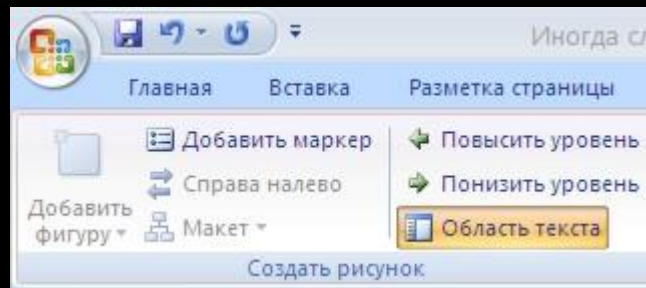 Иногда сл
Главная Вставка Разметка страницы
Добавить маркер Повысить уровень
Справа налево Понизить уровень
Добавить
фигуру Макет Область текста
Создать рисунок